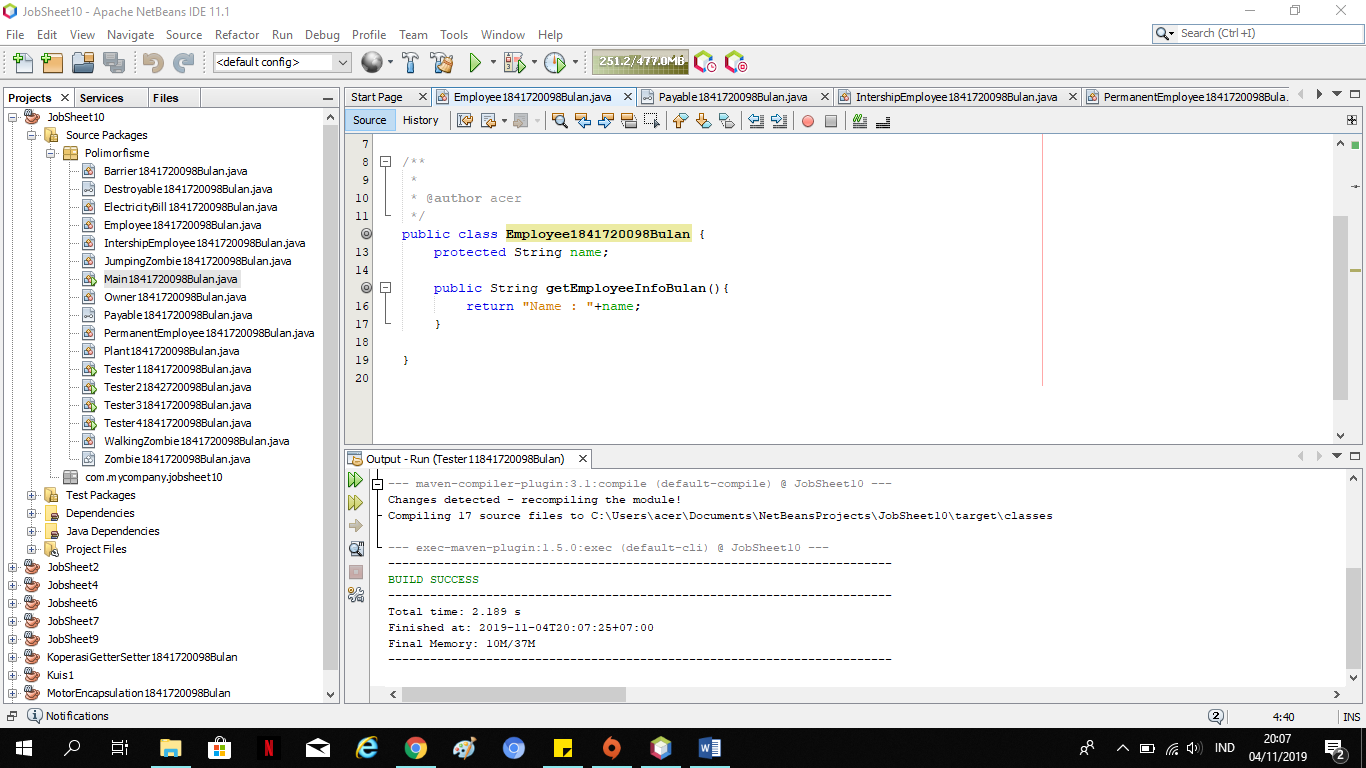 JobSheet10 - Apache NetBeans IDE 11.1
File Edit View Navigate Source Refactor Run Debug Profile Team Tools Window Help
Search (Ctrl+I)
<default config>
251.2/477.0MB
Projects Services Files
JobSheet10
Source Packages
Polimorfisme
Barrier1841720098Bulan.java
Destroyable1841720098Bulan.java
ElectricityBill1841720098Bulan.java
Employee1841720098Bulan.java
IntershipEmployee1841720098Bulan.java
JumpingZombie1841720098Bulan.java
Main1841720098Bulan.java
Owner1841720098Bulan.java
Payable1841720098Bulan.java
PermanentEmployee1841720098Bulan.java
Plant1841720098Bulan.java
Tester11841720098Bulan.java
Tester21842720098Bulan.java
Tester31841720098Bulan.java
Tester41841720098Bulan.java
WalkingZombie1841720098Bulan.java
Zombie1841720098Bulan.java
com.mycompany.jobsheet10
Test Packages
Dependencies
Java Dependencies
Project Files
JobSheet2
Jobsheet4
Jobsheet6
JobSheet7
JobSheet9
KoperasiGetterSetter1841720098Bulan
Kuis1
MotorEncapsulation1841720098Bulan
Start Page Employee1841720098Bulan.java Payable1841720098Bulan.java IntershipEmployee1841720098Bulan.java PermanentEmployee1841720098Bula.
Source History
7
8 /**
9 *
10 * @author acer
11 */
public class Employee1841720098Bulan {
13 protected String name;
14
public String getEmployeeInfoBulan(){
16 return "Name : "+name;
17 }
18
19 }
20
Output - Run (Tester11841720098Bulan)
--- maven-compiler-plugin:3.1:compile (default-compile) @ JobSheet10 ---
Changes detected - recompiling the module!
Compiling 17 source files to C:\Users\acer\Documents\NetBeansProjects\JobSheet10\target\classes
--- exec-maven-plugin:1.5.0:exec (default-cli) @ JobSheet10 ---
------------------------------------------------------------------------
BUILD SUCCESS
------------------------------------------------------------------------
Total time: 2.189 s
Finished at: 2019-11-04T20:07:25+07:00
Final Memory: 10M/37M
------------------------------------------------------------------------
Notifications
2
4:40
INS
IND
20:07
04/11/2019
2